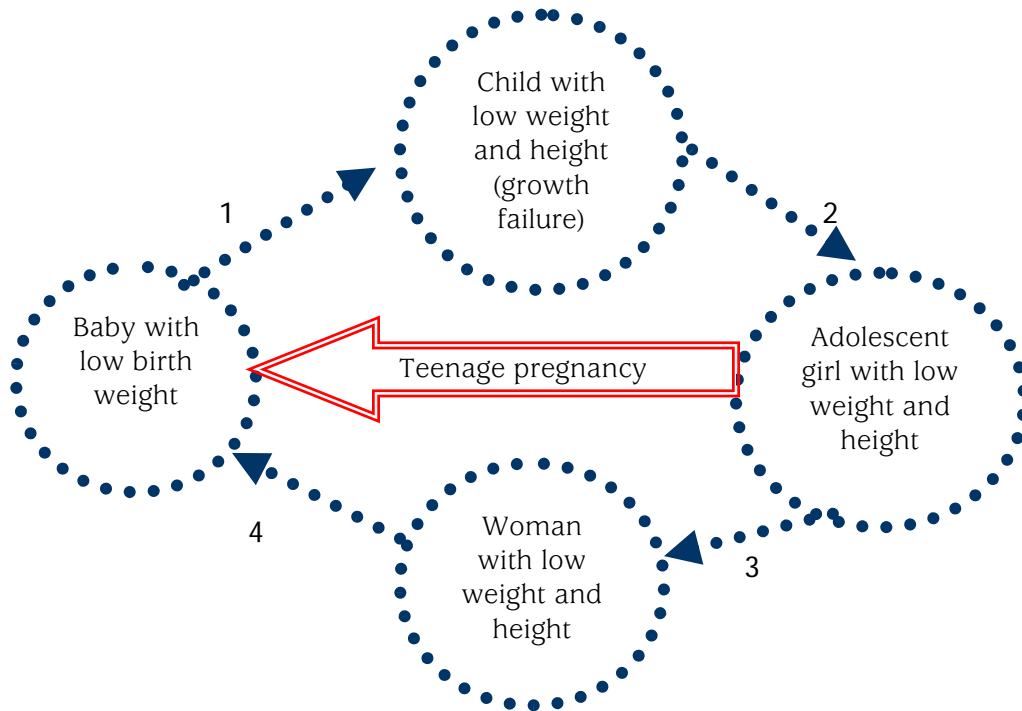 Child with
low weight
and height
(growth
failure)
1
2
Baby with
low birth
weight
Teenage pregnancy
Adolescent
girl with low
weight and
height
4
Woman
with low
weight and
height
3